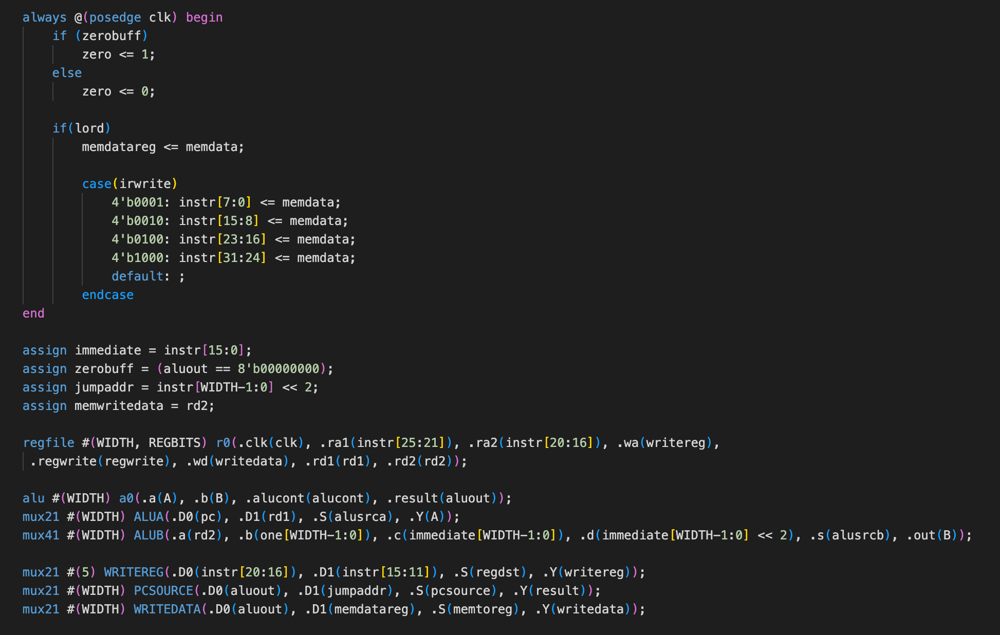 always @(posedge clk) begin
    if (zerobuff)
        zero <= 1;
    else
        zero <= 0;

    if(lord)
        memdatareg <= memdata;

        case(irwrite)
            4'b0001: instr[7:0] <= memdata;
            4'b0010: instr[15:8] <= memdata;
            4'b0100: instr[23:16] <= memdata;
            4'b1000: instr[31:24] <= memdata;
            default: ;
        endcase
end

assign immediate = instr[15:0];
assign zerobuff = (aluout == 8'b00000000);
assign jumpaddr = instr[WIDTH-1:0] << 2;
assign memwritedata = rd2;

regfile #(WIDTH, REGBITS) r0(.clk(clk), .ra1(instr[25:21]), .ra2(instr[20:16]), .wa(writereg),
 .regwrite(regwrite), .wd(writedata), .rd1(rd1), .rd2(rd2));

alu #(WIDTH) a0(.a(A), .b(B), .alucont(alucont), .result(aluout));
mux21 #(WIDTH) ALUA(.D0(pc), .D1(rd1), .S(alusrca), .Y(A));
mux41 #(WIDTH) ALUB(.a(rd2), .b(one[WIDTH-1:0]), .c(immediate[WIDTH-1:0]), .d(immediate[WIDTH-1:0] << 2), .s(alusrcb), .out(B));

mux21 #(5) WRITEREG(.D0(instr[20:16]), .D1(instr[15:11]), .S(regdst), .Y(writereg));
mux21 #(WIDTH) PCSOURCE(.D0(aluout), .D1(jumpaddr), .S(pcsource), .Y(result));
mux21 #(WIDTH) WRITEDATA(.D0(aluout), .D1(memdatareg), .S(memtoreg), .Y(writedata));